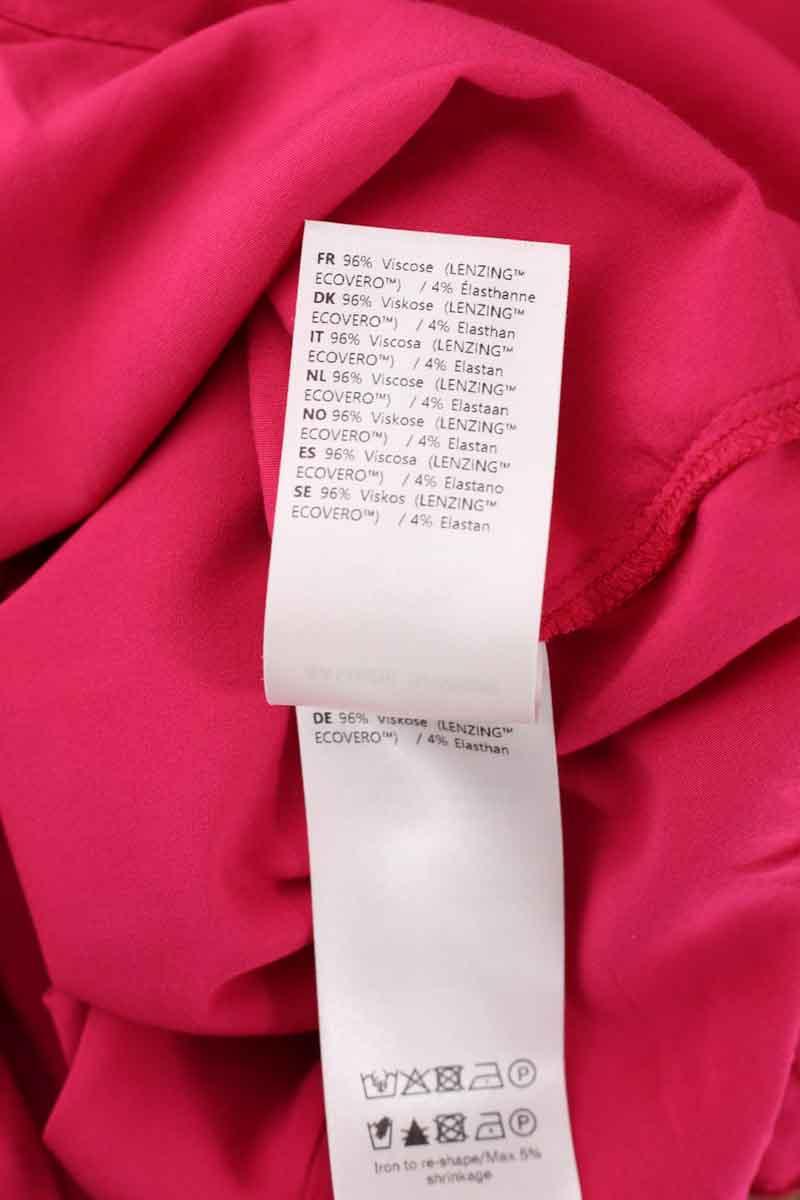 FR 96% Viscose (LENZING™
ECOVERO™) / 4% Élasthanne
DK 96% Viskose (LENZING™
ECOVERO™) / 4% Elasthan
IT 96% Viscosa (LENZING™
ECOVERO™) / 4% Elastan
NL 96% Viscose (LENZING™
ECOVERO™) / 4% Elastaan
NO 96% Viskose (LENZING™
ECOVERO™) / 4% Elastan
ES 96% Viscosa (LENZING™
ECOVERO™) / 4% Elastano
SE 96% Viskos (LENZING™
ECOVERO™) / 4% Elastan
DE 96% Viskose (LENZING™
ECOVERO™) / 4% Elasthan
P
P
Iron to re-shape/Max 5%
shrinkage